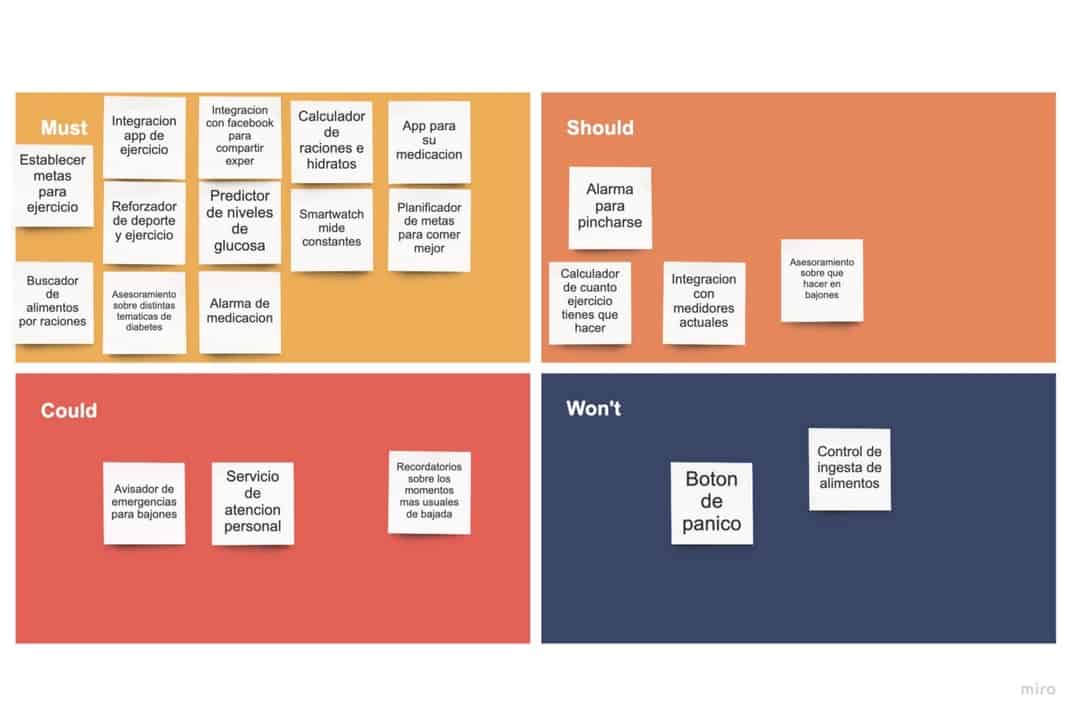 Must
Establecer
metas
para
ejercicio
Integracion
app de
ejercicio
Integracion
con facebook
para
compartir
exper
Calculador
de
raciones e
hidratos
App para
su
medicacion
Reforzador
de deporte
y ejercicio
Predictor
de niveles
de
glucosa
Smartwatch
mide
constantes
Planificador
de metas
para comer
mejor
Buscador
de
alimentos
por raciones
Asesoramiento
sobre distintas
tematicas de
diabetes
Alarma de
medicacion
Should
Alarma
para
pincharse
Calculador
de cuanto
ejercicio
tienes que
hacer
Integracion
con
medidores
actuales
Asesoramiento
sobre que
hacer en
bajones
Could
Avisador de
emergencias
para bajones
Servicio
de
atencion
personal
Recordatorios
sobre los
momentos
mas usuales
de bajada
Won't
Boton
de
panico
Control de
ingesta de
alimentos
miro